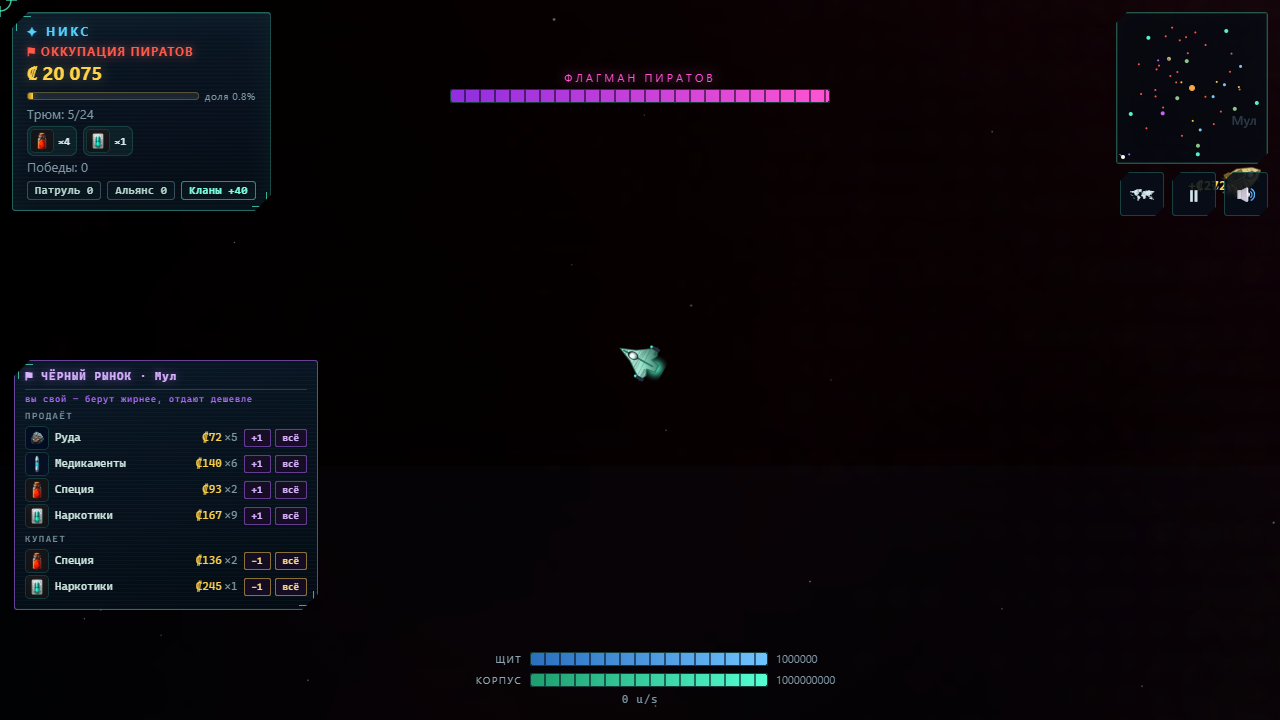 ✦ НИКС
⚑ ОККУПАЦИЯ ПИРАТОВ
₡ 20 075
доля 0.8%
Трюм: 5/24
×4 ×1
Победы: 0
Патруль 0 Альянс 0 Кланы +40
ФЛАГМАН ПИРАТОВ
Мул
⚑ ЧЁРНЫЙ РЫНОК · Мул
вы свой — берут жирнее, отдают дешевле
ПРОДАЁТ
Руда ₡72 ×5 +1 всё
Медикаменты ₡140 ×6 +1 всё
Специя ₡93 ×2 +1 всё
Наркотики ₡167 ×9 +1 всё
КУПАЕТ
Специя ₡136 ×2 −1 всё
Наркотики ₡245 ×1 −1 всё
ЩИТ 1000000
КОРПУС 1000000000
0 u/s